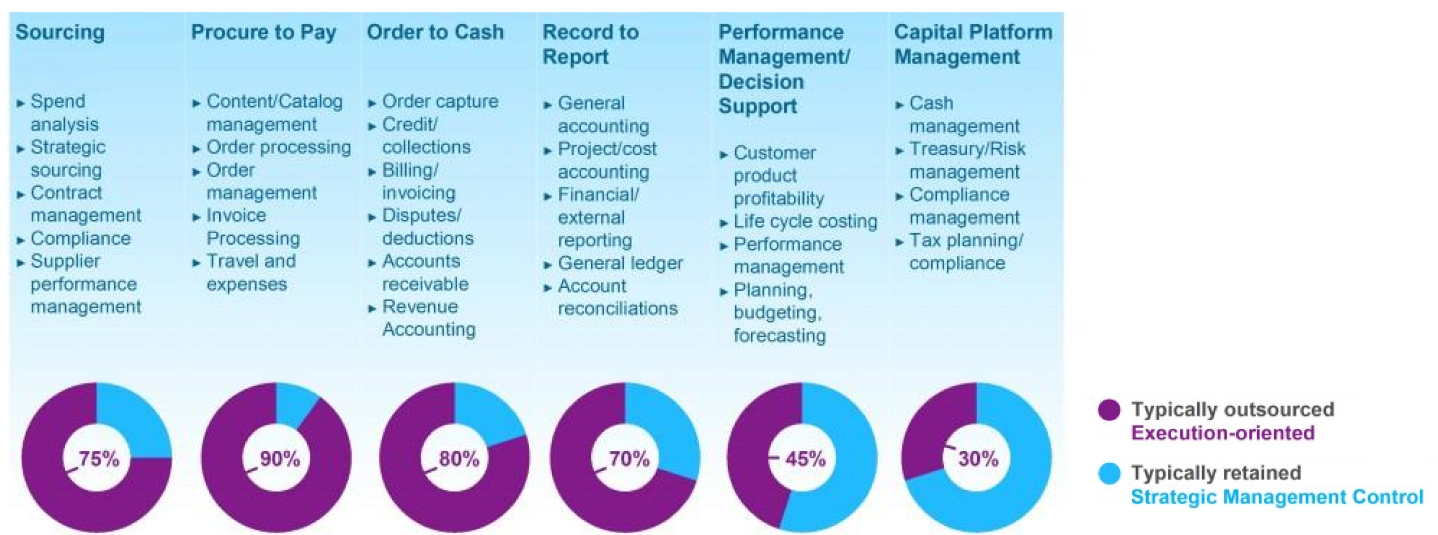 Sourcing
► Spend
analysis
► Strategic
sourcing
► Contract
management
► Compliance
► Supplier
performance
management
75%
Procure to Pay
► Content/Catalog
management
► Order processing
► Order
management
► Invoice
Processing
► Travel and
expenses
90%
Order to Cash
► Order capture
► Credit/
collections
► Billing/
invoicing
► Disputes/
deductions
► Accounts
receivable
► Revenue
Accounting
80%
Record to
Report
► General
accounting
► Project/cost
accounting
► Financial/
external
reporting
► General ledger
► Account
reconciliations
70%
Performance
Management/
Decision
Support
► Customer
product
profitability
► Life cycle costing
► Performance
management
► Planning,
budgeting,
forecasting
45%
Capital Platform
Management
► Cash
management
► Treasury/Risk
management
► Compliance
management
► Tax planning/
compliance
30%
Typically outsourced
Execution-oriented
Typically retained
Strategic Management Control